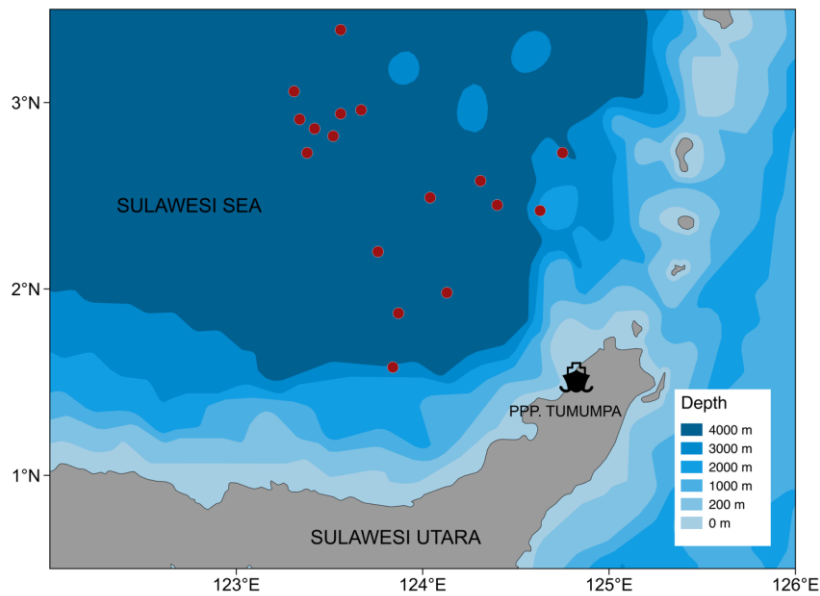 3°N
SULAWESI SEA
2°N
PPP. TUMUMPA
Depth
4000 m
3000 m
2000 m
1000 m
200 m
0 m
1°N
SULAWESI UTARA
123°E
124°E
125°E
126°E